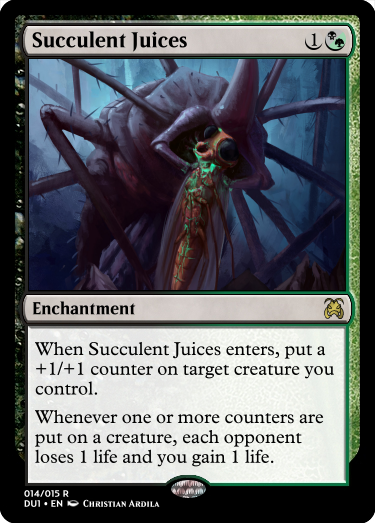 Succulent Juices 1
Enchantment
When Succulent Juices enters, put a
+1/+1 counter on target creature you
control.
Whenever one or more counters are
put on a creature, each opponent
loses 1 life and you gain 1 life.
014/015 R
DUI • EN Christian Ardila